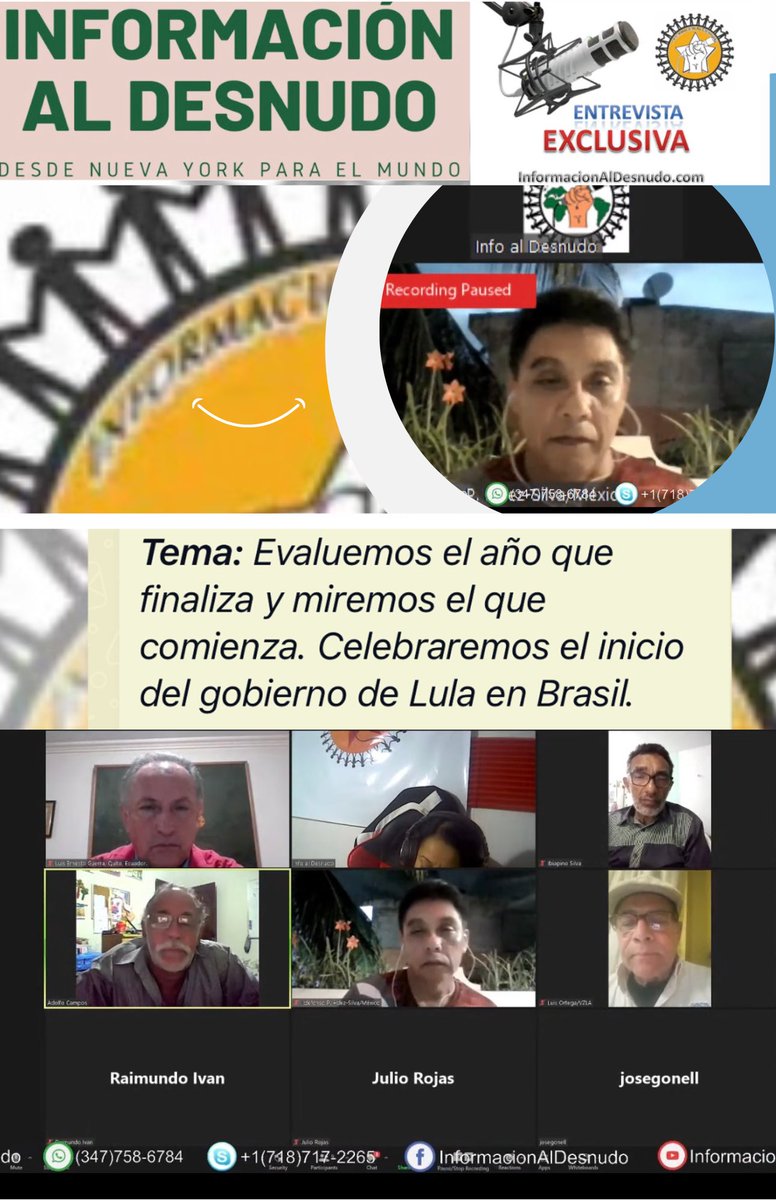 INFORMACIÓN
AL DESNUDO
DESDE NUEVA YORK PARA EL MUNDO
ENTREVISTA
EXCLUSIVA
InformacionAlDesnudo.com
Info al Desnudo
Recording Paused
INFORMACI
(347)758-6784
+1(718)7
Tema: Evaluemos el año que
finaliza y miremos el que
comienza. Celebraremos el inicio
del gobierno de Lula en Brasil.
Luis Ernesto Guerra, Quito, Ecuador.
Info al Desnudo
Ibiapino Silva
Adolfo Campos
Luis Ortega/VZLA
Raimundo Ivan
Julio Rojas
josegonell
Raimundo Ivan
Julio Rojas
josegonell
do
(347)758-6784
+1(718)717-2265
InformacionAlDesnudo
Informacio
Mute
Security
Participants
Chat
Pause/Stop Recording
Reactions
Apps
Whiteboards